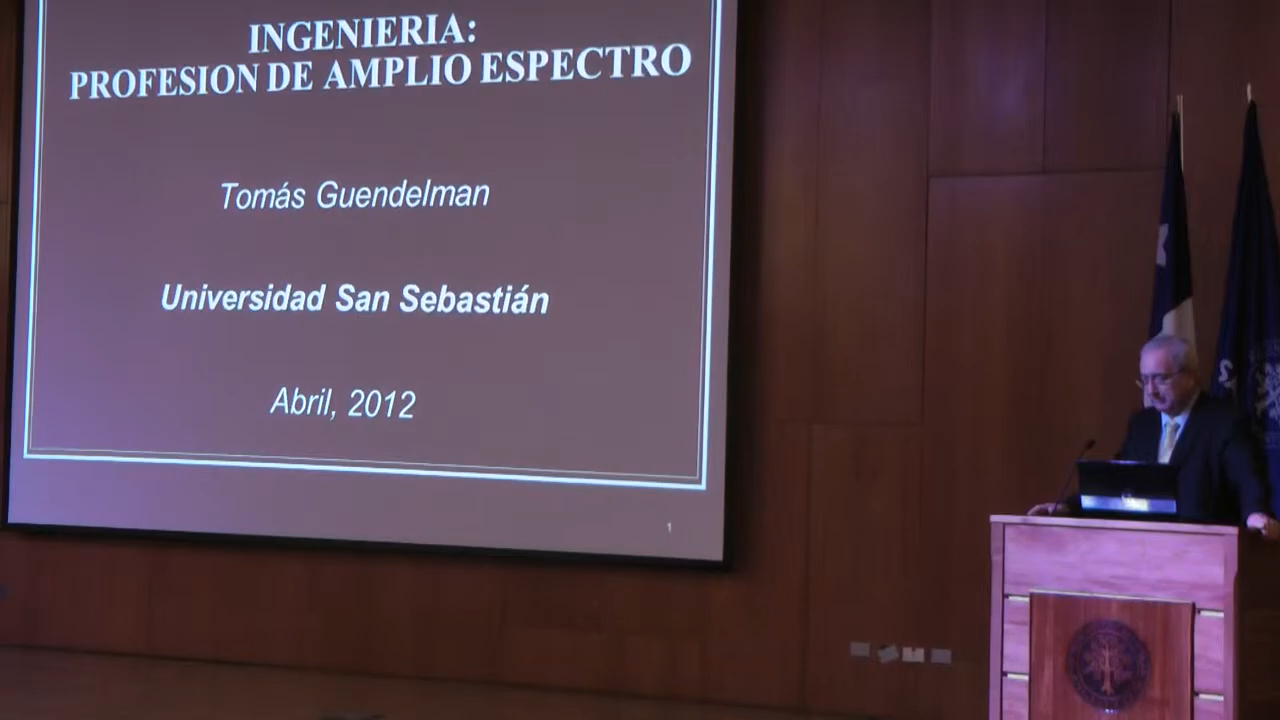 INGENIERIA:
PROFESION DE AMPLIO ESPECTRO
Tomás Guendelman
Universidad San Sebastián
Abril, 2012
1